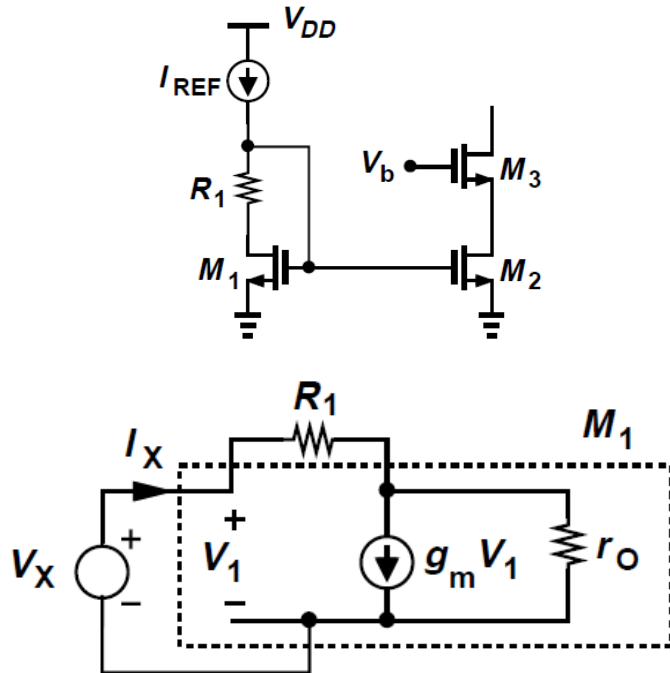 V_DD
I_REF
R_1
V_b
M_3
M_1
M_2
R_1
M_1
I_X
+
+
V_X
V_1
g_m V_1
r_O
−
−